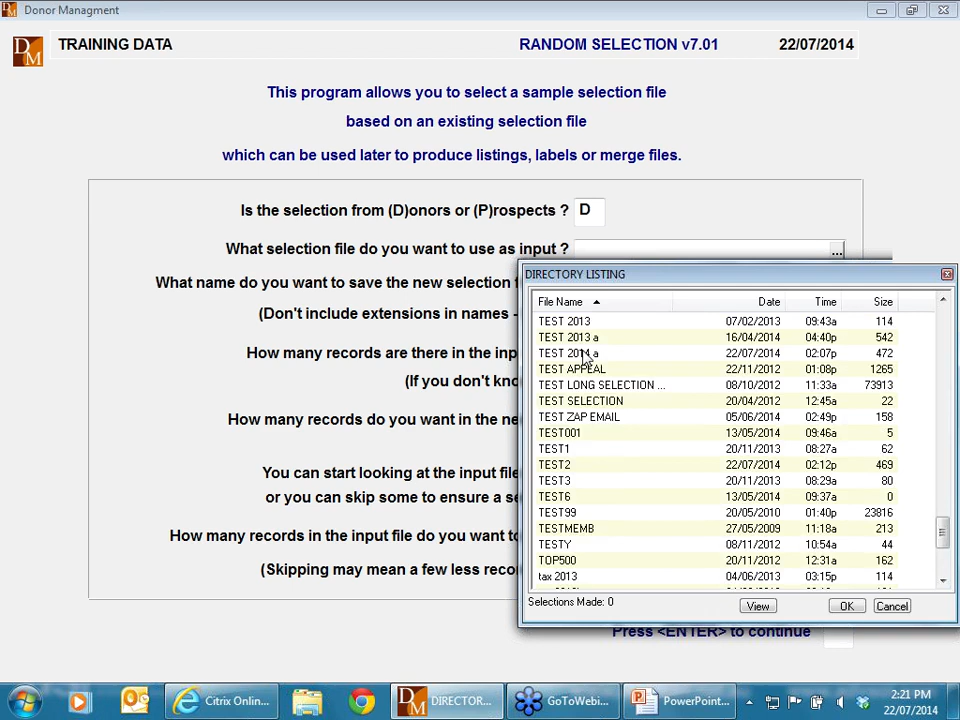 Donor Managment
DM
TRAINING DATA
RANDOM SELECTION v7.01
22/07/2014
This program allows you to select a sample selection file
based on an existing selection file
which can be used later to produce listings, labels or merge files.
Is the selection from (D)onors or (P)rospects ? D
What selection file do you want to use as input ? ...
What name do you want to save the new selection f
(Don't include extensions in names -
How many records are there in the inp
(If you don't kno
How many records do you want in the ne
You can start looking at the input file
or you can skip some to ensure a se
How many records in the input file do you want t
(Skipping may mean a few less reco
Press <ENTER> to continue
DIRECTORY LISTING
File Name Date Time Size
TEST 2013 07/02/2013 09:43a 114
TEST 2013 a 16/04/2014 04:40p 542
TEST 2014 a 22/07/2014 02:07p 472
TEST APPEAL 22/11/2012 01:08p 1265
TEST LONG SELECTION ... 08/10/2012 11:33a 73913
TEST SELECTION 20/04/2012 12:45a 22
TEST ZAP EMAIL 05/06/2014 02:49p 158
TEST001 13/05/2014 09:46a 5
TEST1 20/11/2013 08:27a 62
TEST2 22/07/2014 02:12p 469
TEST3 20/11/2013 08:29a 80
TEST6 13/05/2014 09:37a 0
TEST99 20/05/2010 01:40p 23816
TESTMEMB 27/05/2009 11:18a 213
TESTY 08/11/2012 10:54a 44
TOP500 20/11/2012 12:31a 162
tax 2013 04/06/2013 03:15p 114
Selections Made: 0
View
OK
Cancel
Citrix Onlin...
DIRECTOR...
GoToWebi...
PowerPoint...
2:21 PM
22/07/2014